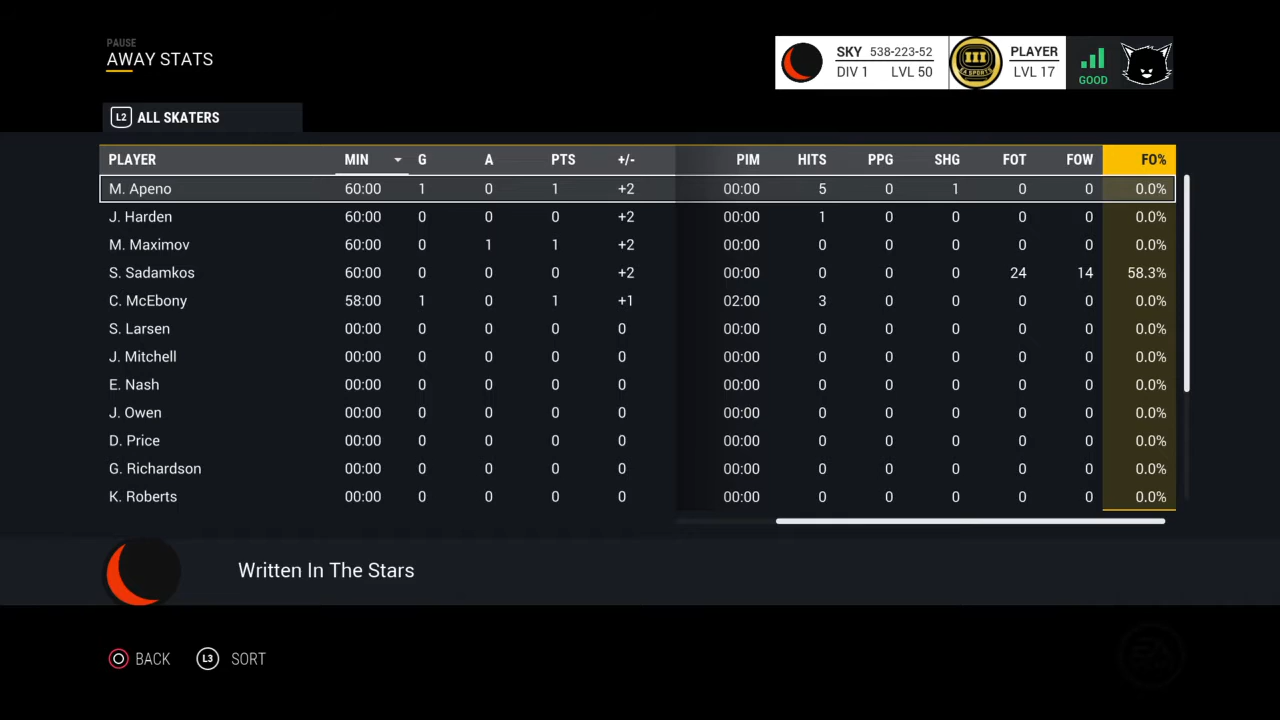 PAUSE
AWAY STATS
SKY 538-223-52
DIV 1 LVL 50
III
EA SPORTS
PLAYER
LVL 17
GOOD
L2 ALL SKATERS
PLAYER MIN G A PTS +/- PIM HITS PPG SHG FOT FOW FO%
M. Apeno 60:00 1 0 1 +2 00:00 5 0 1 0 0 0.0%
J. Harden 60:00 0 0 0 +2 00:00 1 0 0 0 0 0.0%
M. Maximov 60:00 0 1 1 +2 00:00 0 0 0 0 0 0.0%
S. Sadamkos 60:00 0 0 0 +2 00:00 0 0 0 24 14 58.3%
C. McEbony 58:00 1 0 1 +1 02:00 3 0 0 0 0 0.0%
S. Larsen 00:00 0 0 0 0 00:00 0 0 0 0 0 0.0%
J. Mitchell 00:00 0 0 0 0 00:00 0 0 0 0 0 0.0%
E. Nash 00:00 0 0 0 0 00:00 0 0 0 0 0 0.0%
J. Owen 00:00 0 0 0 0 00:00 0 0 0 0 0 0.0%
D. Price 00:00 0 0 0 0 00:00 0 0 0 0 0 0.0%
G. Richardson 00:00 0 0 0 0 00:00 0 0 0 0 0 0.0%
K. Roberts 00:00 0 0 0 0 00:00 0 0 0 0 0 0.0%
Written In The Stars
BACK L3 SORT